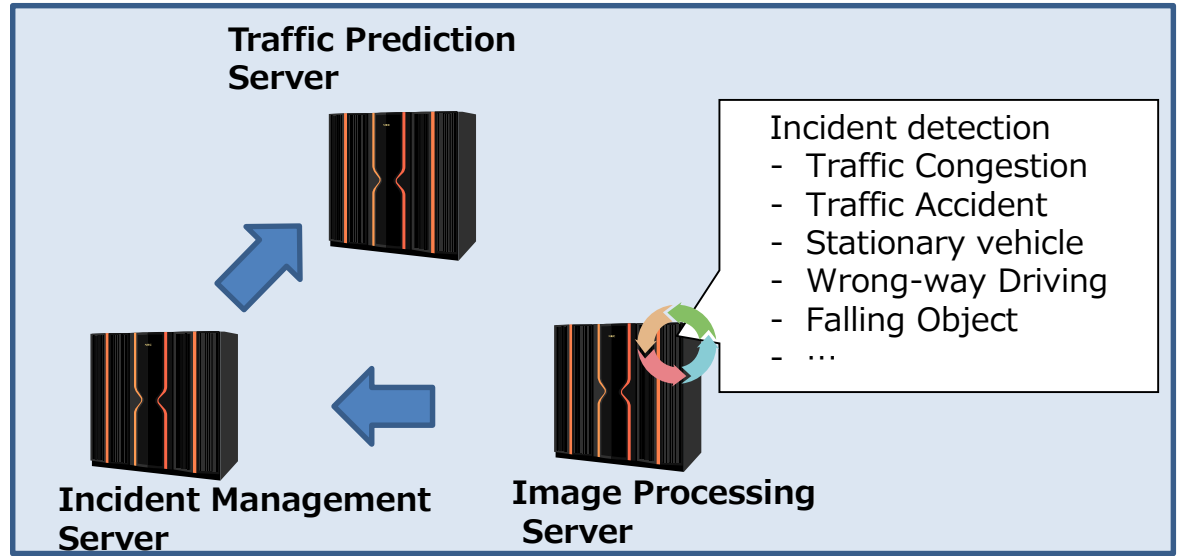 Traffic Prediction
Server
Incident detection
- Traffic Congestion
- Traffic Accident
- Stationary vehicle
- Wrong-way Driving
- Falling Object
- …
Incident Management
Server
Image Processing
Server